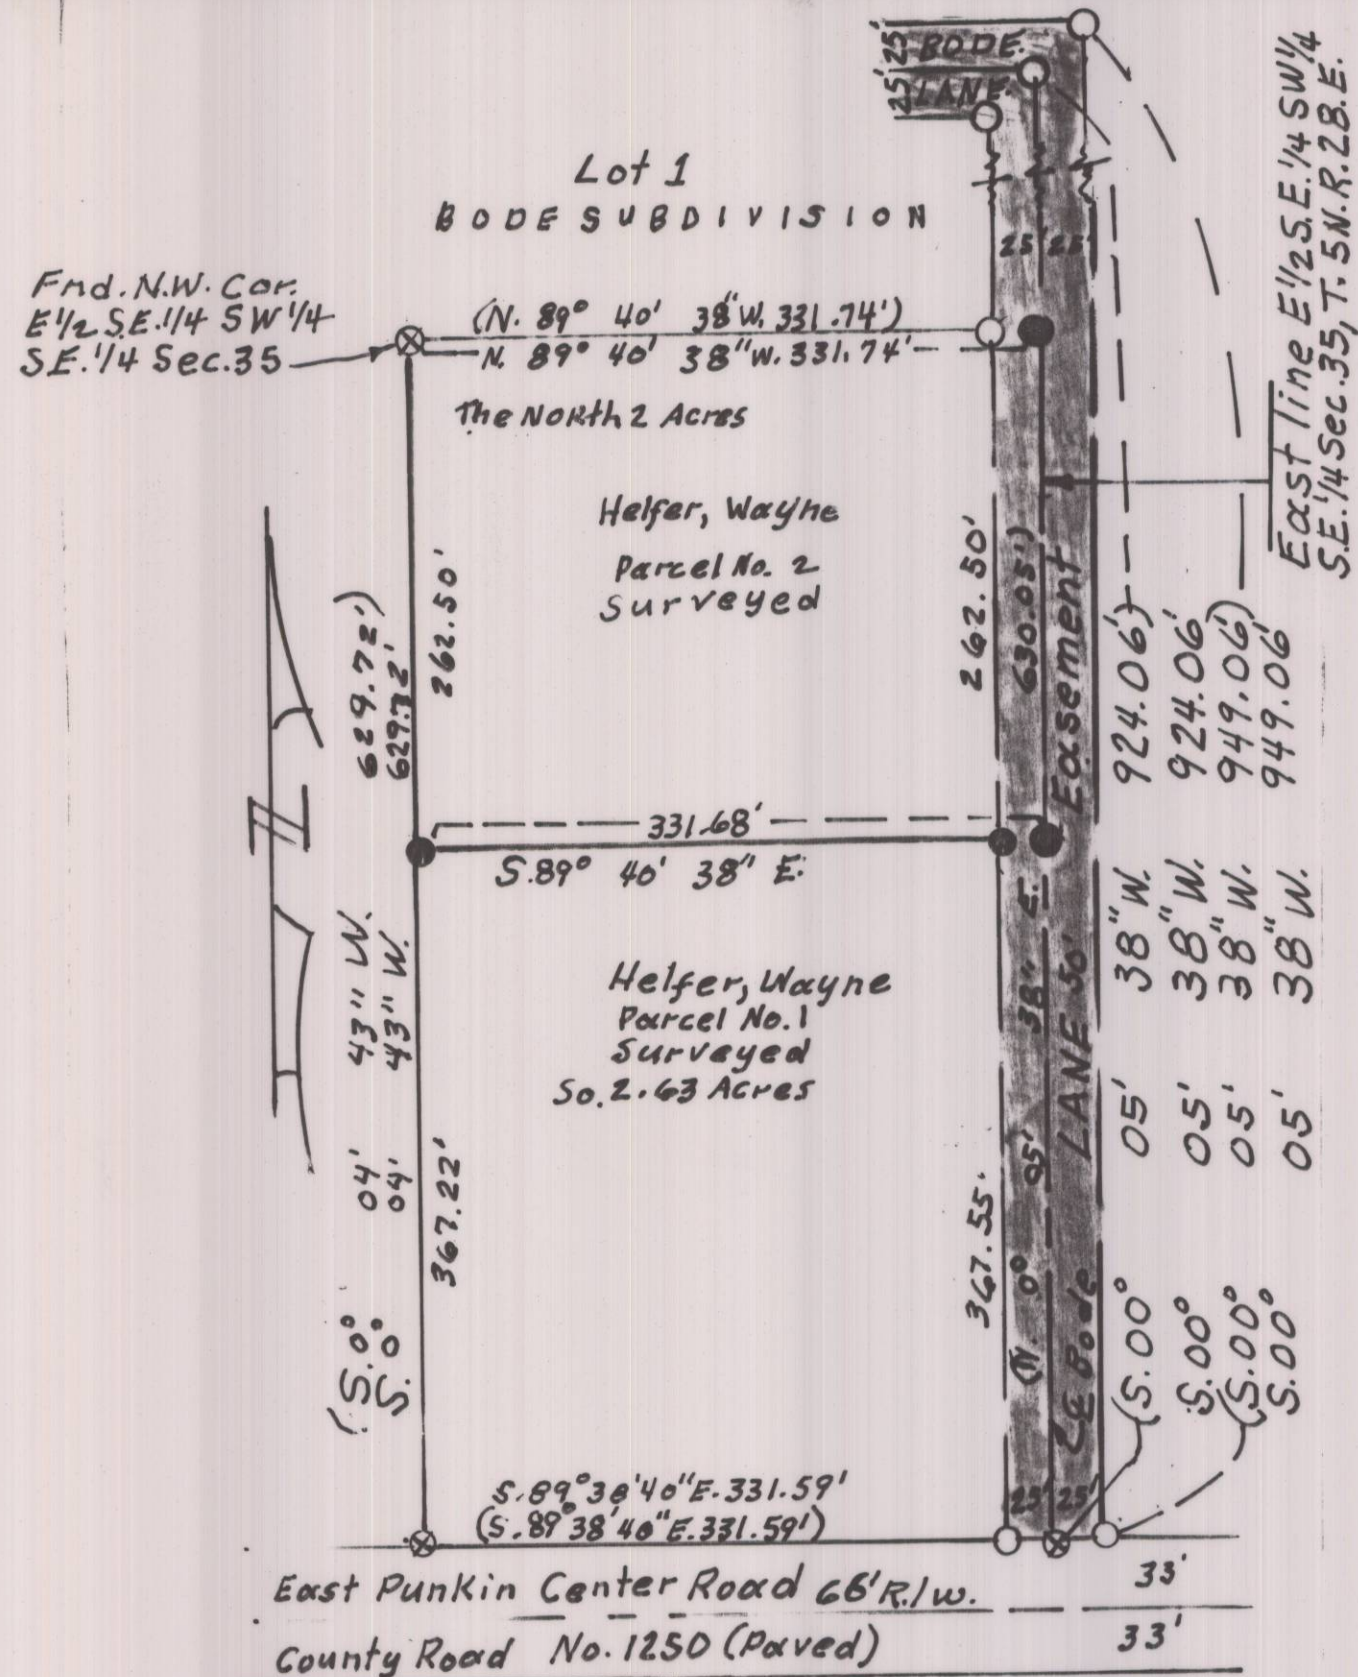 25' BODE
25' LANE
Lot 1
BODE SUBDIVISION
Fnd. N.W. Cor.
E 1/2 S.E. 1/4 SW 1/4
S.E. 1/4 Sec. 35
25' 25'
(N. 89° 40' 38" W. 331.74')
N. 89° 40' 38" W. 331.74'
The North 2 Acres
Helfer, Wayne
Parcel No. 2
Surveyed
262.50'
262.50'
(S. 0° 04' 43" W. 629.72')
S. 0° 04' 43" W. 629.72'
331.68'
S. 89° 40' 38" E.
Helfer, Wayne
Parcel No. 1
Surveyed
So. 2.63 Acres
367.22'
367.55'
(N. 0° 05' 38" E. 630.05')
℄ Bode LANE 50' Easement
(S. 00° 05' 38" W. 924.06')
S. 00° 05' 38" W. 924.06'
(S. 00° 05' 38" W. 949.06')
S. 00° 05' 38" W. 949.06'
East line E 1/2 S.E. 1/4 SW 1/4
S.E. 1/4 Sec. 35, T. 5N. R. 28. E.
25' 25'
S. 89° 38' 40" E. 331.59'
(S. 89° 38' 40" E. 331.59')
East Punkin Center Road 66' R/W.
33'
County Road No. 1250 (Paved)
33'